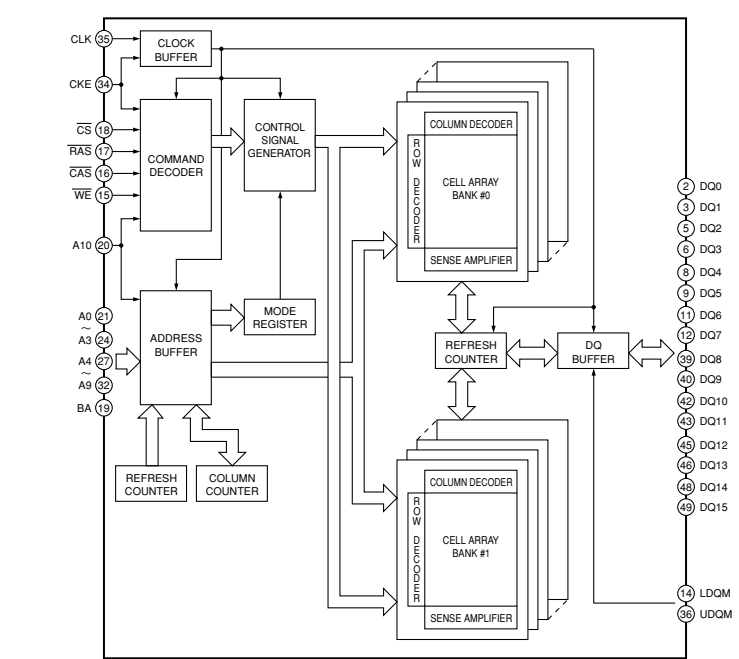 CLK 35
CLOCK
BUFFER
CKE 34
CS 18
RAS 17
CAS 16
WE 15
COMMAND
DECODER
CONTROL
SIGNAL
GENERATOR
A10 20
A0 21
~
A3 24
A4 27
~
A9 32
BA 19
ADDRESS
BUFFER
MODE
REGISTER
REFRESH
COUNTER
COLUMN
COUNTER
COLUMN DECODER
ROW DECODER
CELL ARRAY
BANK #0
SENSE AMPLIFIER
REFRESH
COUNTER
DQ
BUFFER
COLUMN DECODER
ROW DECODER
CELL ARRAY
BANK #1
SENSE AMPLIFIER
2 DQ0
3 DQ1
5 DQ2
6 DQ3
8 DQ4
9 DQ5
11 DQ6
12 DQ7
39 DQ8
40 DQ9
42 DQ10
43 DQ11
45 DQ12
46 DQ13
48 DQ14
49 DQ15
14 LDQM
36 UDQM